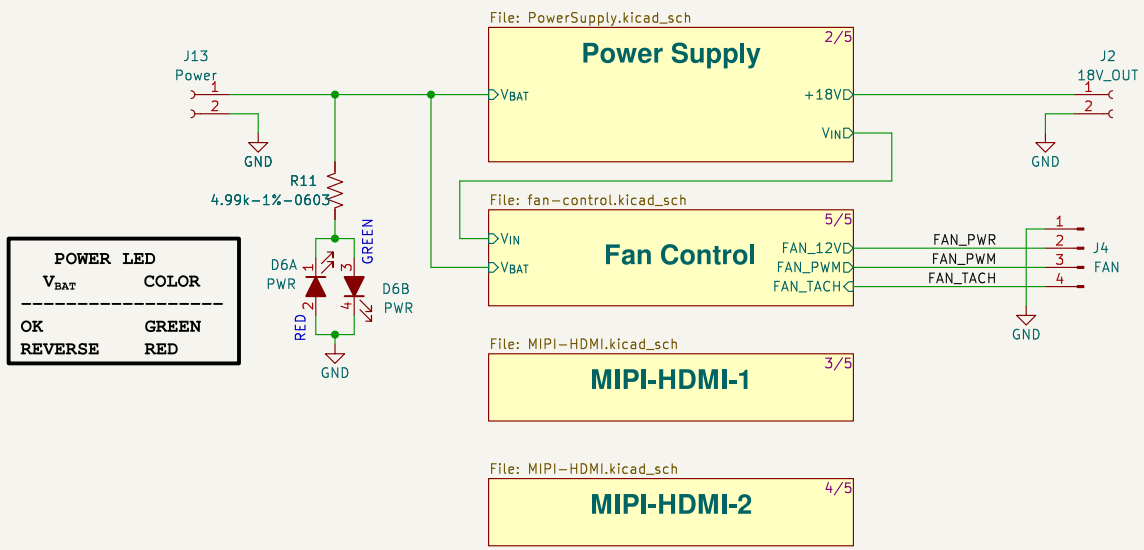 File: PowerSupply.kicad_sch
2/5
Power Supply
J13
Power
1
2
GND
VBAT
+18V
VIN
J2
18V_OUT
1
2
GND
R11
4.99k-1%-0603
File: fan-control.kicad_sch
5/5
Fan Control
VIN
VBAT
FAN_12V
FAN_PWM
FAN_TACH
FAN_PWR
FAN_PWM
FAN_TACH
1
2
3
4
J4
FAN
GND
GREEN
D6A
PWR
1
2
RED
3
4
D6B
PWR
GND
POWER LED
VBAT COLOR
-----------------------
OK GREEN
REVERSE RED
File: MIPI-HDMI.kicad_sch
3/5
MIPI-HDMI-1
File: MIPI-HDMI.kicad_sch
4/5
MIPI-HDMI-2